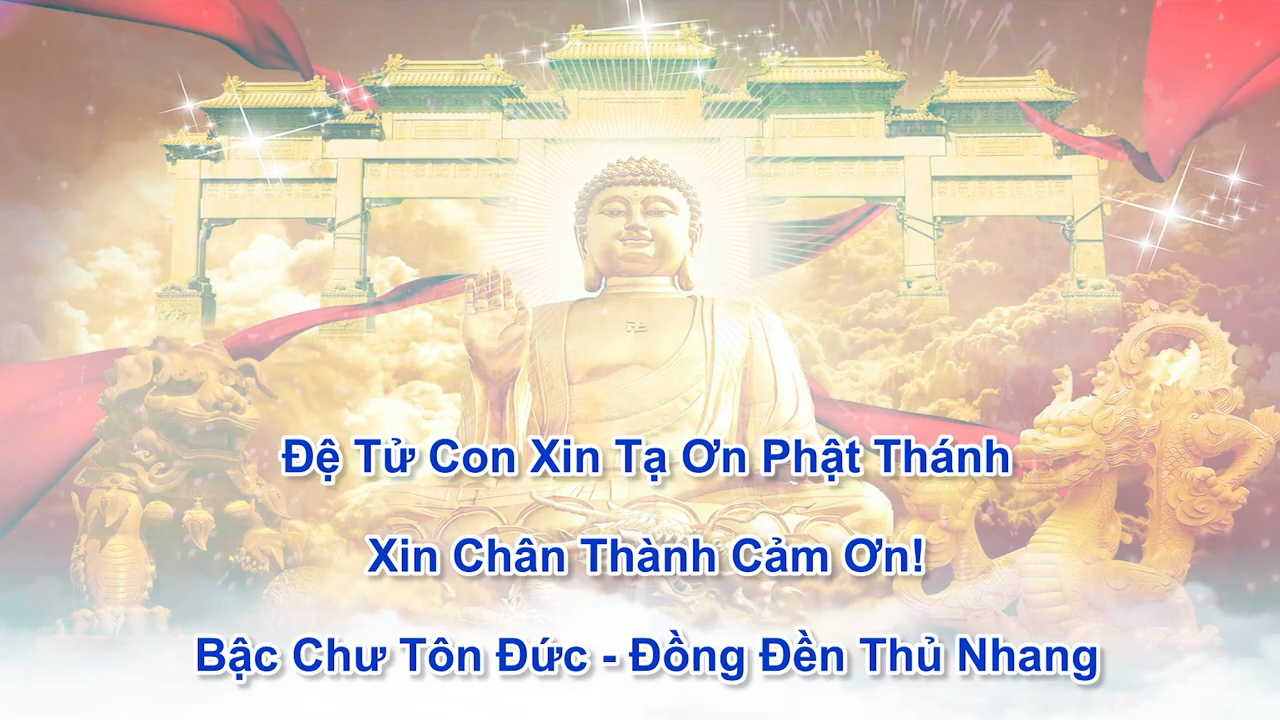 Đệ Tử Con Xin Tạ Ơn Phật Thánh
Xin Chân Thành Cảm Ơn!
Bậc Chư Tôn Đức - Đồng Đền Thủ Nhang